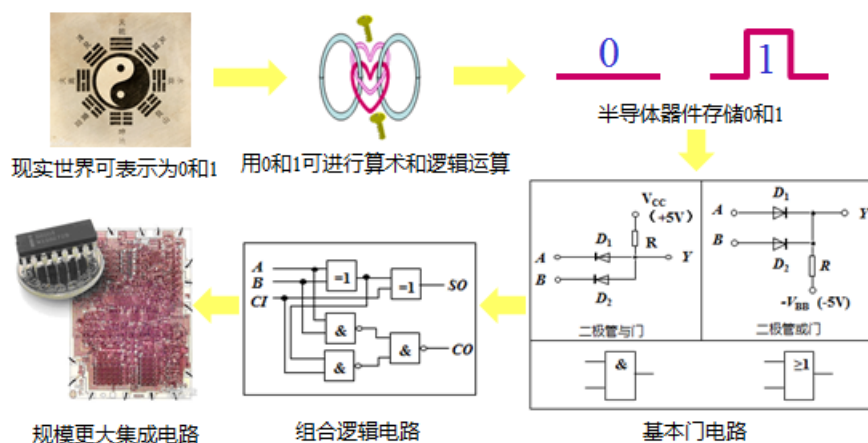 0
1
现实世界可表示为0和1
用0和1可进行算术和逻辑运算
半导体器件存储0和1
V_CC
(+5V)
D₁
R
A
Y
B
D₂
二极管与门
D₁
A
Y
B
D₂
R
-V_BB (-5V)
二极管或门
&
≥1
基本门电路
A
B
CI
=1
=1
SO
&
&
&
CO
组合逻辑电路
规模更大集成电路